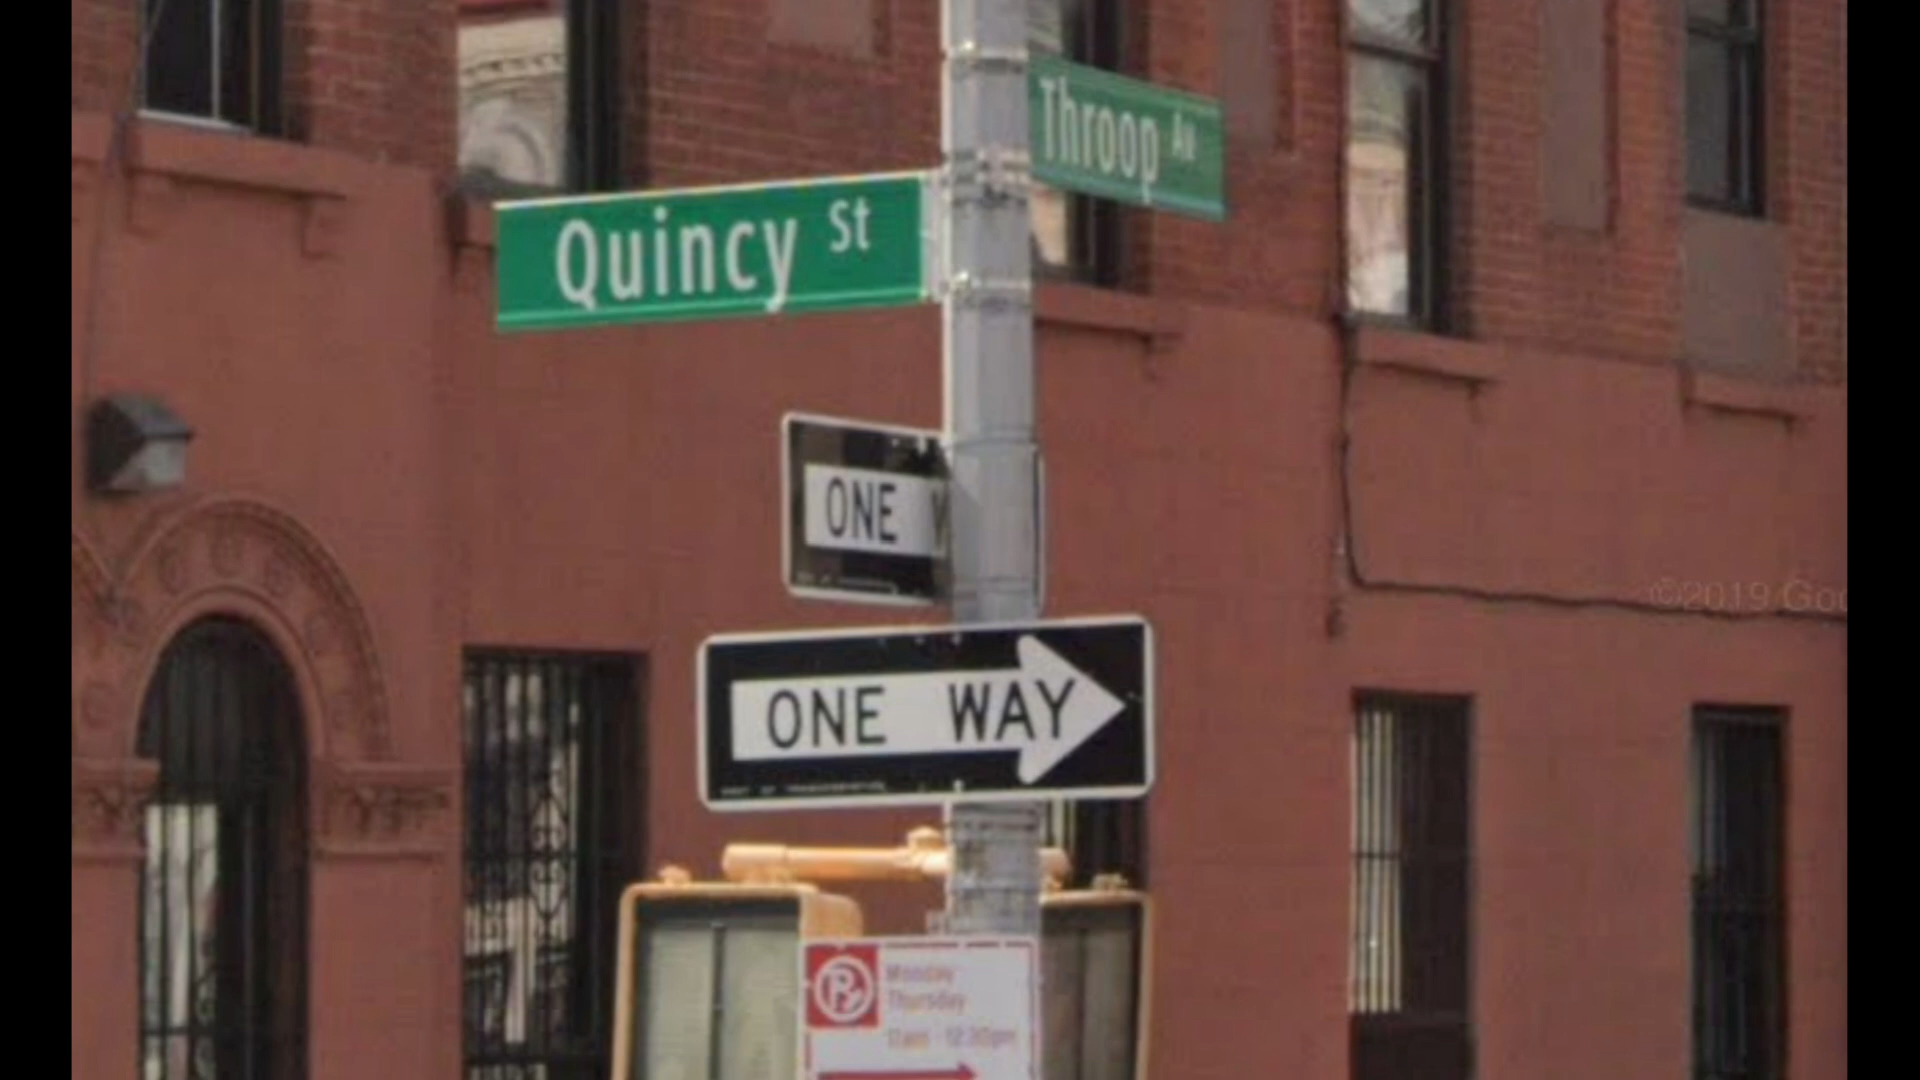 Throop Av
Quincy St
ONE
ONE WAY
Monday
Thursday
©2019 Goo